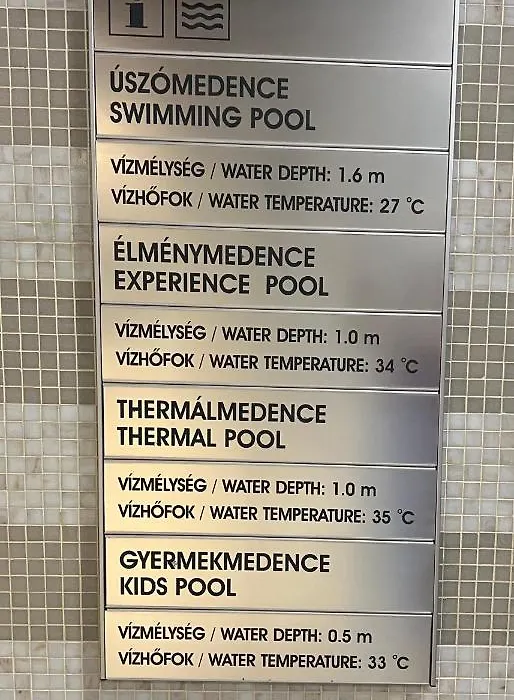 i
ÚSZÓMEDENCE
SWIMMING POOL
VÍZMÉLYSÉG / WATER DEPTH: 1.6 m
VÍZHŐFOK / WATER TEMPERATURE: 27 °C
ÉLMÉNYMEDENCE
EXPERIENCE POOL
VÍZMÉLYSÉG / WATER DEPTH: 1.0 m
VÍZHŐFOK / WATER TEMPERATURE: 34 °C
THERMÁLMEDENCE
THERMAL POOL
VÍZMÉLYSÉG / WATER DEPTH: 1.0 m
VÍZHŐFOK / WATER TEMPERATURE: 35 °C
GYERMEKMEDENCE
KIDS POOL
VÍZMÉLYSÉG / WATER DEPTH: 0.5 m
VÍZHŐFOK / WATER TEMPERATURE: 33 °C